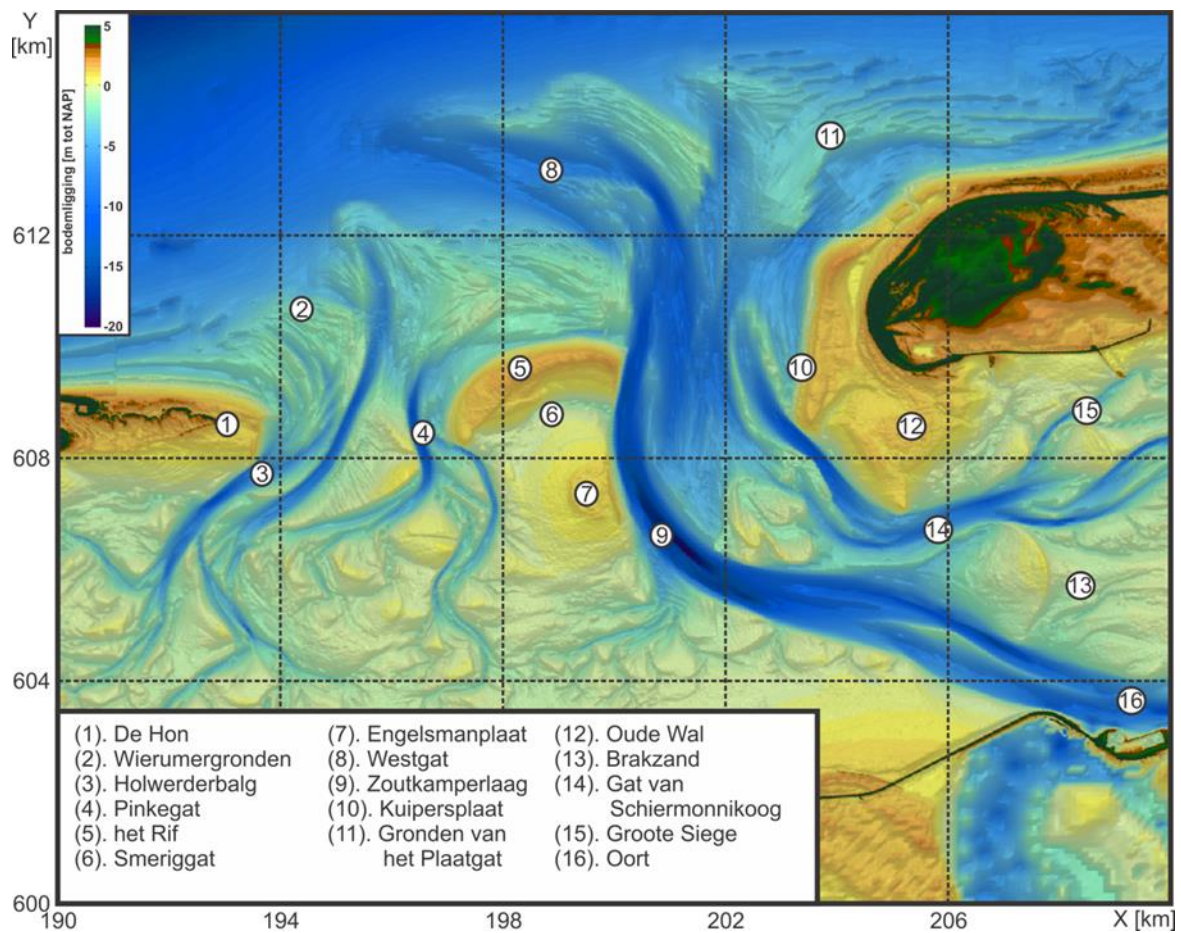 Y
[km]
5
0
-5
-10
-15
-20
bodemligging [m tot NAP]
11
8
612
2
5
10
6
15
1
4
12
608
3
7
9
14
13
604
16
(1). De Hon
(2). Wierumergronden
(3). Holwerderbalg
(4). Pinkegat
(5). het Rif
(6). Smeriggat
(7). Engelsmanplaat
(8). Westgat
(9). Zoutkamperlaag
(10). Kuipersplaat
(11). Gronden van
het Plaatgat
(12). Oude Wal
(13). Brakzand
(14). Gat van
Schiermonnikoog
(15). Groote Siege
(16). Oort
600
190 194 198 202 206 X [km]